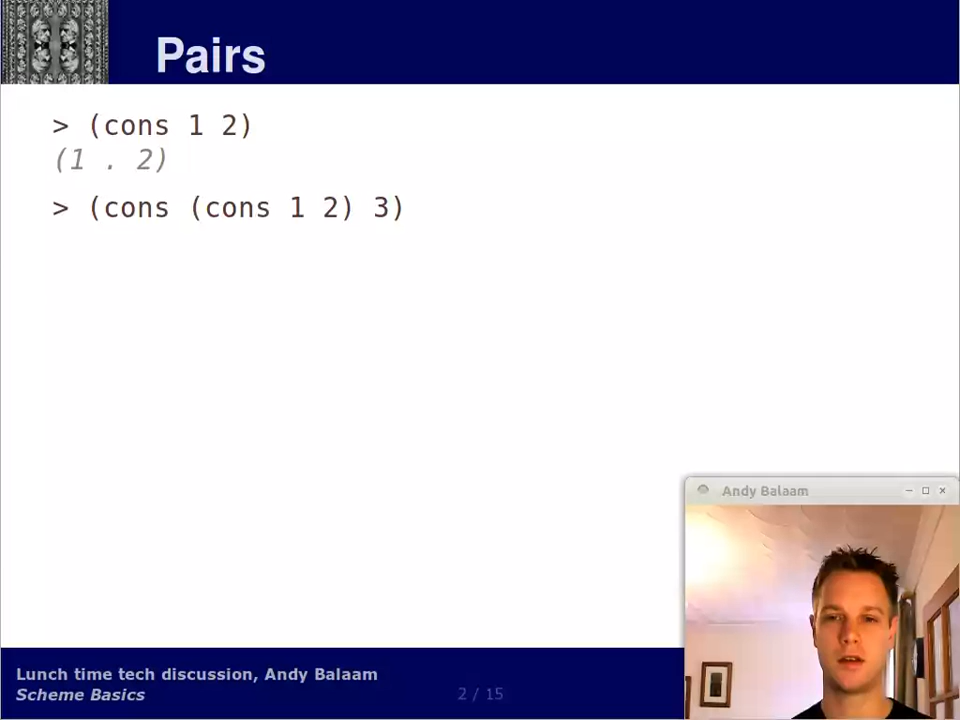 Pairs
> (cons 1 2)
(1 . 2)
> (cons (cons 1 2) 3)
Andy Balaam
Lunch time tech discussion, Andy Balaam
Scheme Basics
2 / 15